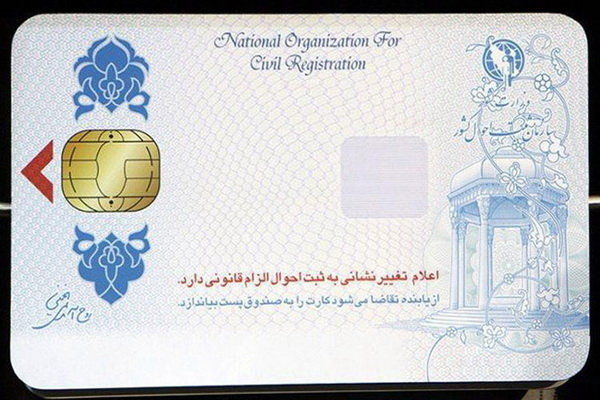 National Organization For
Civil Registration
وزارت کشور
سازمان ثبت احوال کشور
اعلام تغییر نشانی به ثبت احوال الزام قانونی دارد.
از یابنده تقاضا می شود کارت را به صندوق پست بیاندازد.